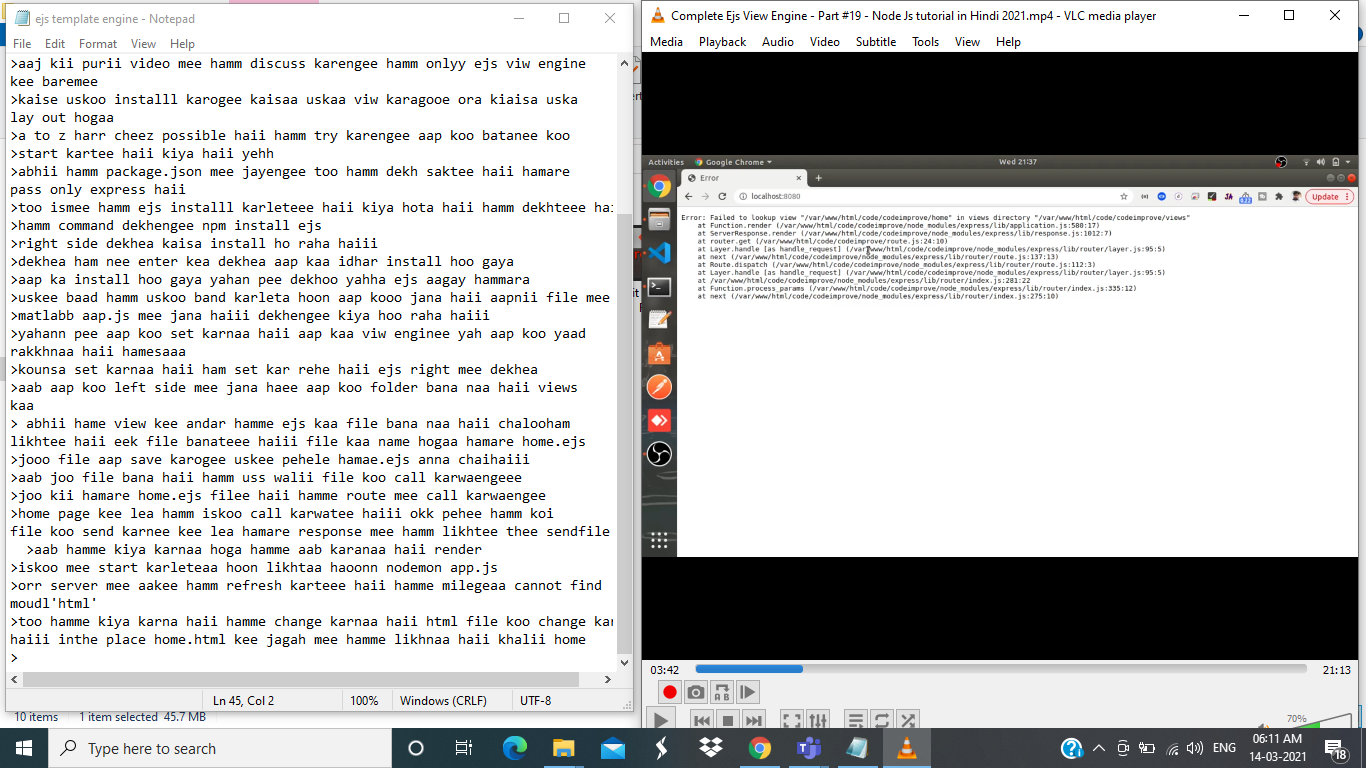 ejs template engine - Notepad
File Edit Format View Help
>aaj kii purii video mee hamm discuss karengee hamm onlyy ejs viw engine
kee baremee
>kaise uskoo installl karogee kaisaa uskaa viw karagooe ora kiaisa uska
lay out hogaa
>a to z harr cheez possible haii hamm try karengee aap koo batanee koo
>start kartee haii kiya haii yehh
>abhii hamm package.json mee jayengee too hamm dekh saktee haii hamare
pass only express haii
>too ismee hamm ejs installl karleteee haii kiya hota haii hamm dekhteee hai
>hamm command dekhengee npm install ejs
>right side dekhea kaisa install ho raha haiii
>dekhea ham nee enter kea dekhea aap kaa idhar install hoo gaya
>aap ka install hoo gaya yahan pee dekhoo yahha ejs aagay hammara
>uskee baad hamm uskoo band karleta hoon aap kooo jana haii aapnii file mee
>matlabb aap.js mee jana haiii dekhengee kiya hoo raha haiii
>yahann pee aap koo set karnaa haii aap kaa viw enginee yah aap koo yaad
rakkhnaa haii hamesaaa
>kounsa set karnaa haii ham set kar rehe haii ejs right mee dekhea
>aab aap koo left side mee jana haee aap koo folder bana naa haii views
kaa
> abhii hame view kee andar hamme ejs kaa file bana naa haii chalooham
likhtee haii eek file banateee haiii file kaa name hogaa hamare home.ejs
>jooo file aap save karogee uskee pehele hamae.ejs anna chaihaiii
>aab joo file bana haii hamm uss walii file koo call karwaengeee
>joo kii hamare home.ejs filee haii hamme route mee call karwaengee
>home page kee lea hamm iskoo call karwatee haiii okk pehee hamm koi
file koo send karnee kee lea hamare response mee hamm likhtee thee sendfile
>aab hamme kiya karnaa hoga hamme aab karanaa haii render
>iskoo mee start karleteaa hoon likhtaa haoonn nodemon app.js
>orr server mee aakee hamm refresh karteee haii hamme milegeaa cannot find
moudl'html'
>too hamme kiya karna haii hamme change karnaa haii html file koo change kar
haiii inthe place home.html kee jagah mee hamme likhnaa haii khalii home
>
Ln 45, Col 2 100% Windows (CRLF) UTF-8
10 items 1 item selected 45.7 MB
Complete Ejs View Engine - Part #19 - Node Js tutorial in Hindi 2021.mp4 - VLC media player
Media Playback Audio Video Subtitle Tools View Help
Activities Google Chrome Wed 21:37
Error
localhost:8080 Update
Error: Failed to lookup view "/var/www/html/code/codeimprove/home" in views directory "/var/www/html/code/codeimprove/views"
at Function.render (/var/www/html/code/codeimprove/node_modules/express/lib/application.js:580:17)
at ServerResponse.render (/var/www/html/code/codeimprove/node_modules/express/lib/response.js:1012:7)
at router.get (/var/www/html/code/codeimprove/route.js:24:10)
at Layer.handle [as handle_request] (/var/www/html/code/codeimprove/node_modules/express/lib/router/layer.js:95:5)
at next (/var/www/html/code/codeimprove/node_modules/express/lib/router/route.js:137:13)
at Route.dispatch (/var/www/html/code/codeimprove/node_modules/express/lib/router/route.js:112:3)
at Layer.handle [as handle_request] (/var/www/html/code/codeimprove/node_modules/express/lib/router/layer.js:95:5)
at /var/www/html/code/codeimprove/node_modules/express/lib/router/index.js:281:22
at Function.process_params (/var/www/html/code/codeimprove/node_modules/express/lib/router/index.js:335:12)
at next (/var/www/html/code/codeimprove/node_modules/express/lib/router/index.js:275:10)
03:42 21:13
70%
Type here to search
ENG
06:11 AM
14-03-2021
18